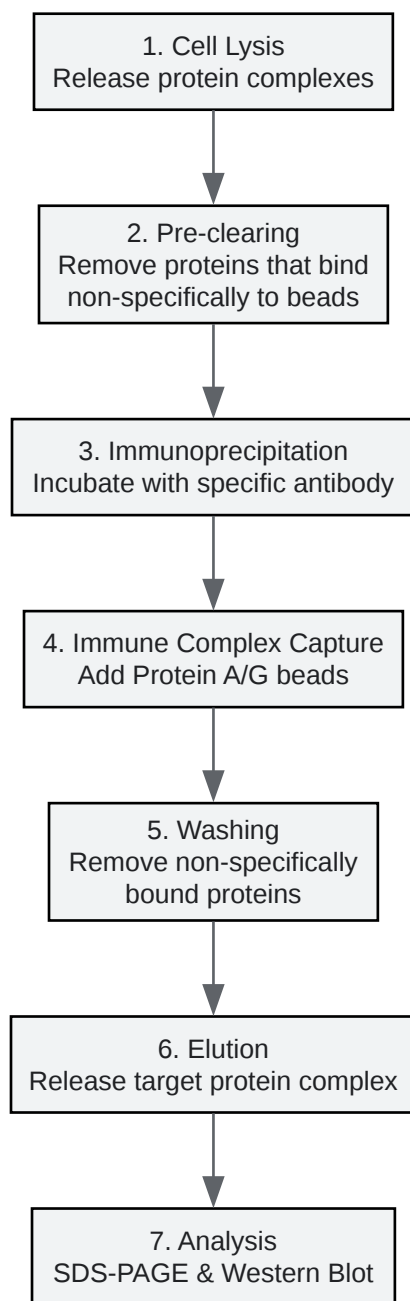 1. Cell Lysis
Release protein complexes
2. Pre-clearing
Remove proteins that bind
non-specifically to beads
3. Immunoprecipitation
Incubate with specific antibody
4. Immune Complex Capture
Add Protein A/G beads
5. Washing
Remove non-specifically
bound proteins
6. Elution
Release target protein complex
7. Analysis
SDS-PAGE & Western Blot